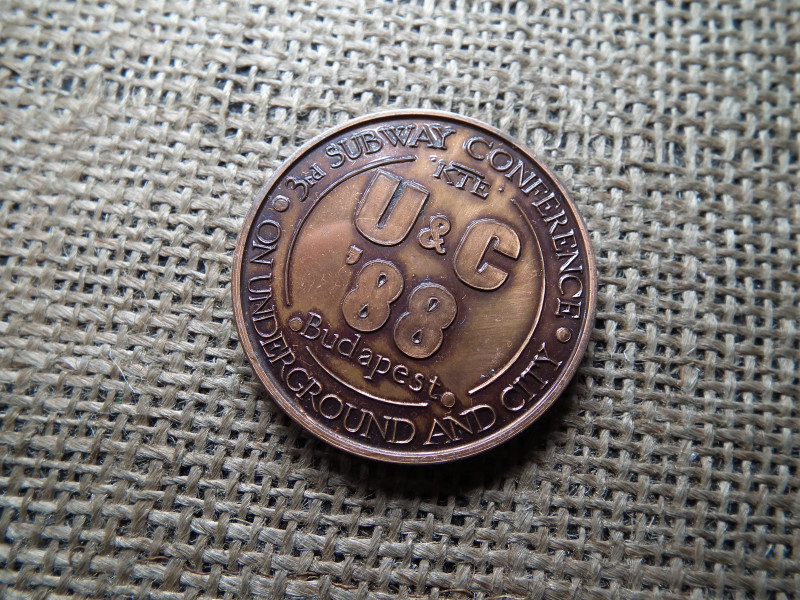 • 3rd SUBWAY CONFERENCE •
ON UNDERGROUND AND CITY
KTE
U&C
'88
•Budapest•